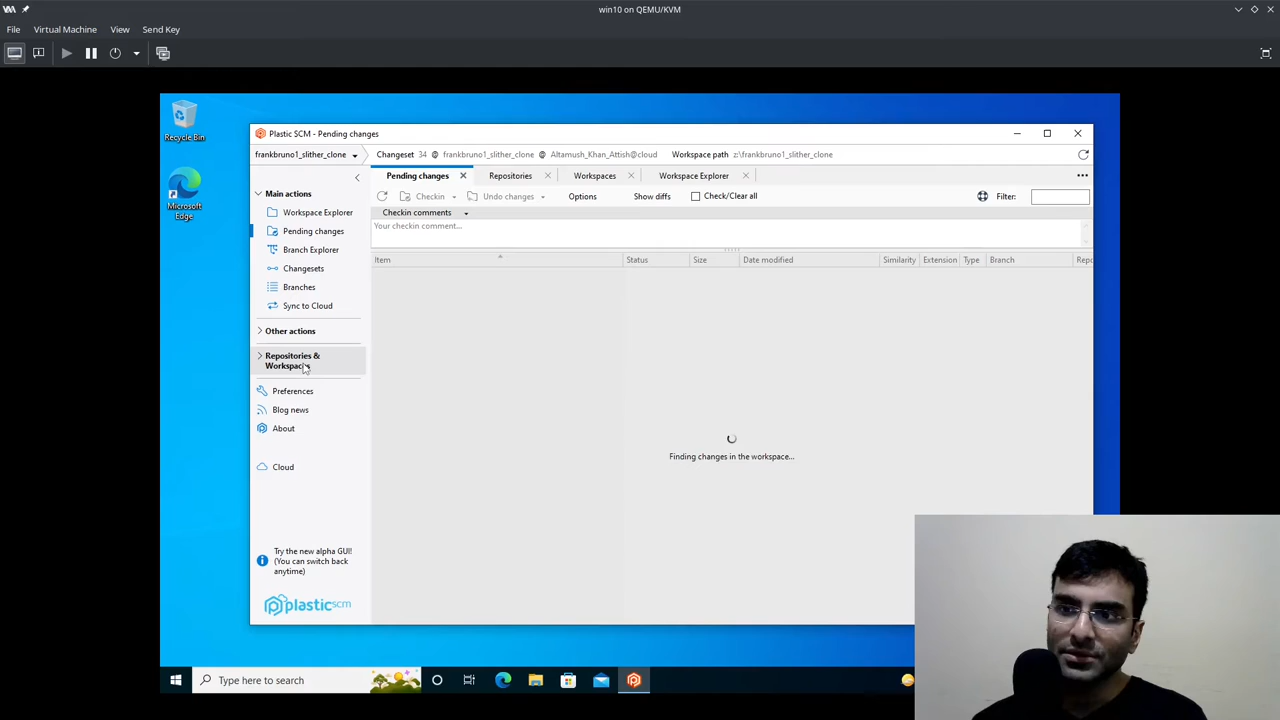 win10 on QEMU/KVM
File Virtual Machine View Send Key
Recycle Bin
Microsoft
Edge
Plastic SCM - Pending changes
frankbruno1_slither_clone Changeset 34 @ frankbruno1_slither_clone @ Altamush_Khan_Attish@cloud Workspace path z:\frankbruno1_slither_clone
Pending changes Repositories Workspaces Workspace Explorer
Checkin Undo changes Options Show diffs Check/Clear all Filter:
Checkin comments
Your checkin comment...
Item Status Size Date modified Similarity Extension Type Branch Repo
Finding changes in the workspace...
Main actions
Workspace Explorer
Pending changes
Branch Explorer
Changesets
Branches
Sync to Cloud
Other actions
Repositories &
Workspaces
Preferences
Blog news
About
Cloud
Try the new alpha GUI!
(You can switch back
anytime)
plasticscm
Type here to search